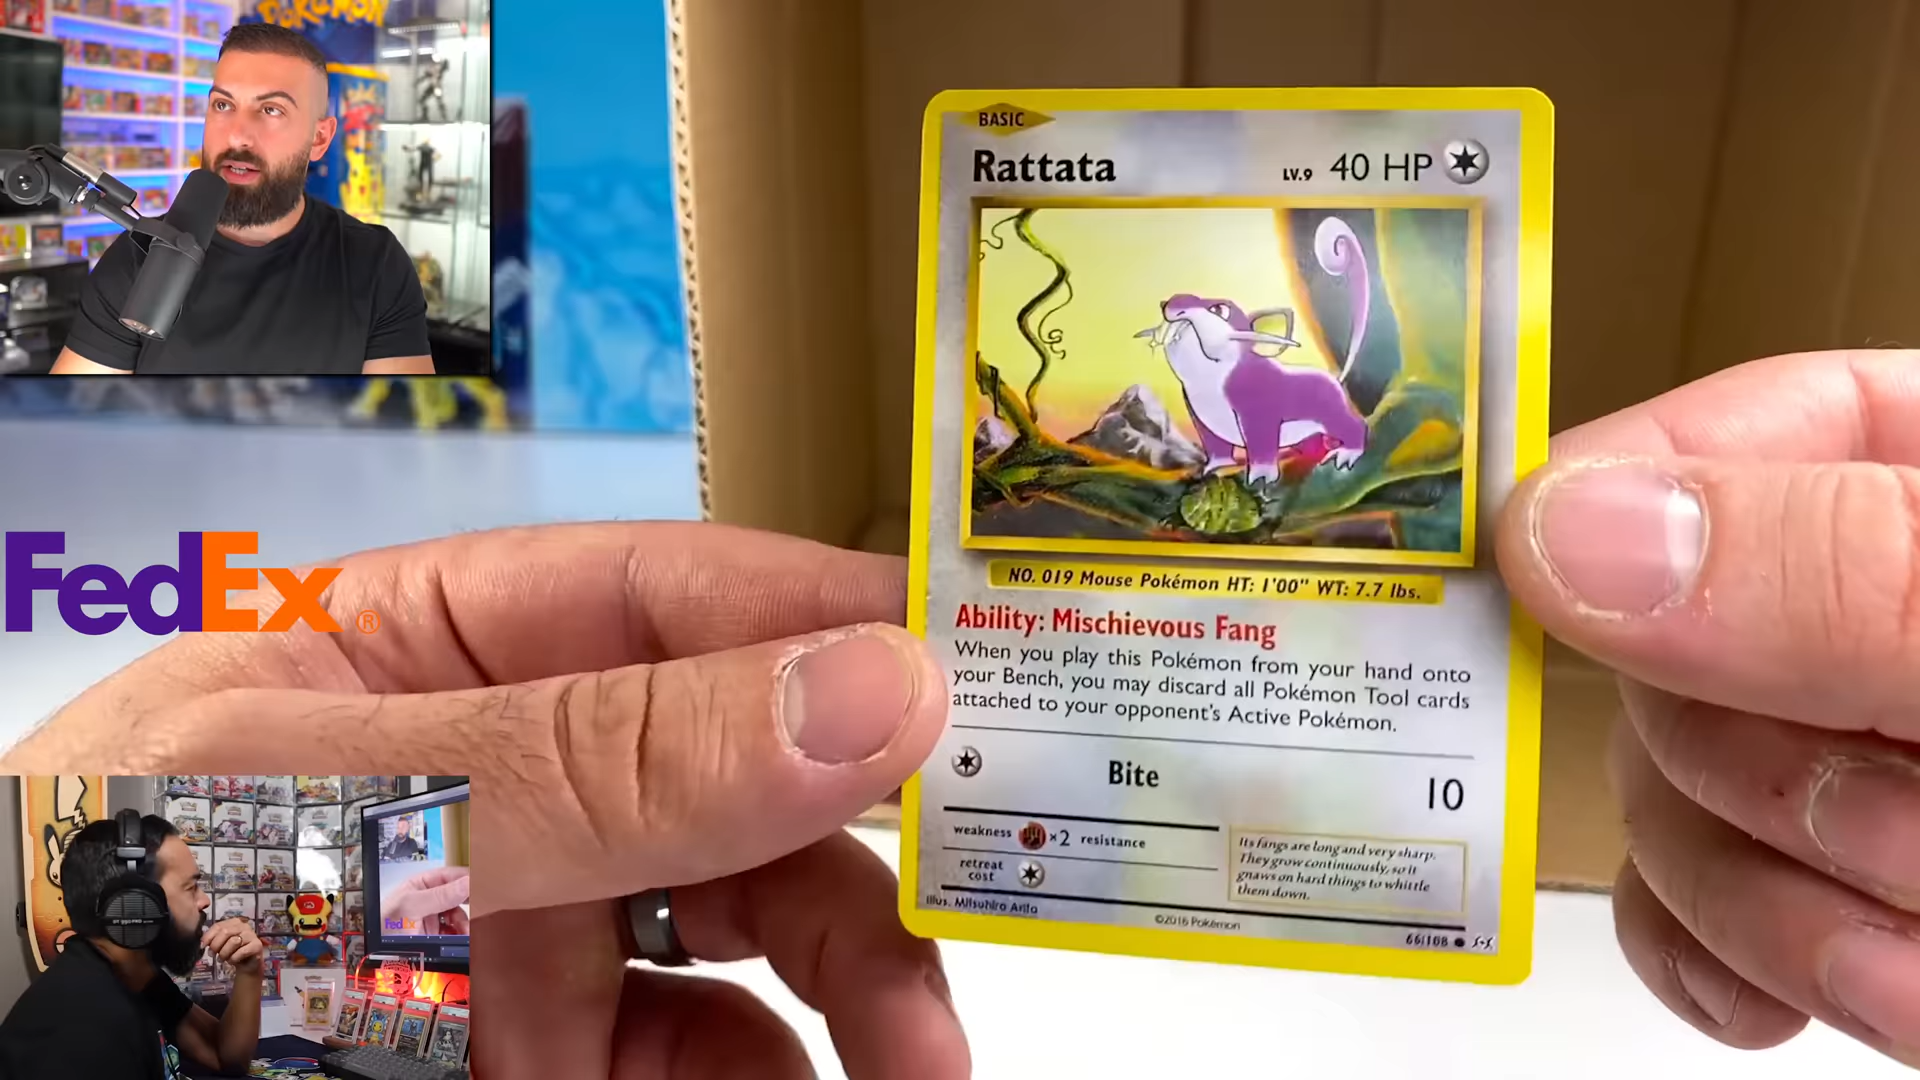 POKÉMON
BASIC
Rattata
LV.9 40 HP
NO. 019 Mouse Pokémon HT: 1'00" WT: 7.7 lbs.
Ability: Mischievous Fang
When you play this Pokémon from your hand onto
your Bench, you may discard all Pokémon Tool cards
attached to your opponent's Active Pokémon.
Bite 10
weakness ×2 resistance
retreat
cost
Its fangs are long and very sharp.
They grow continuously, so it
gnaws on hard things to whittle
them down.
Illus. Mitsuhiro Arita
©2016 Pokémon
66/108
FedEx®
FedEx